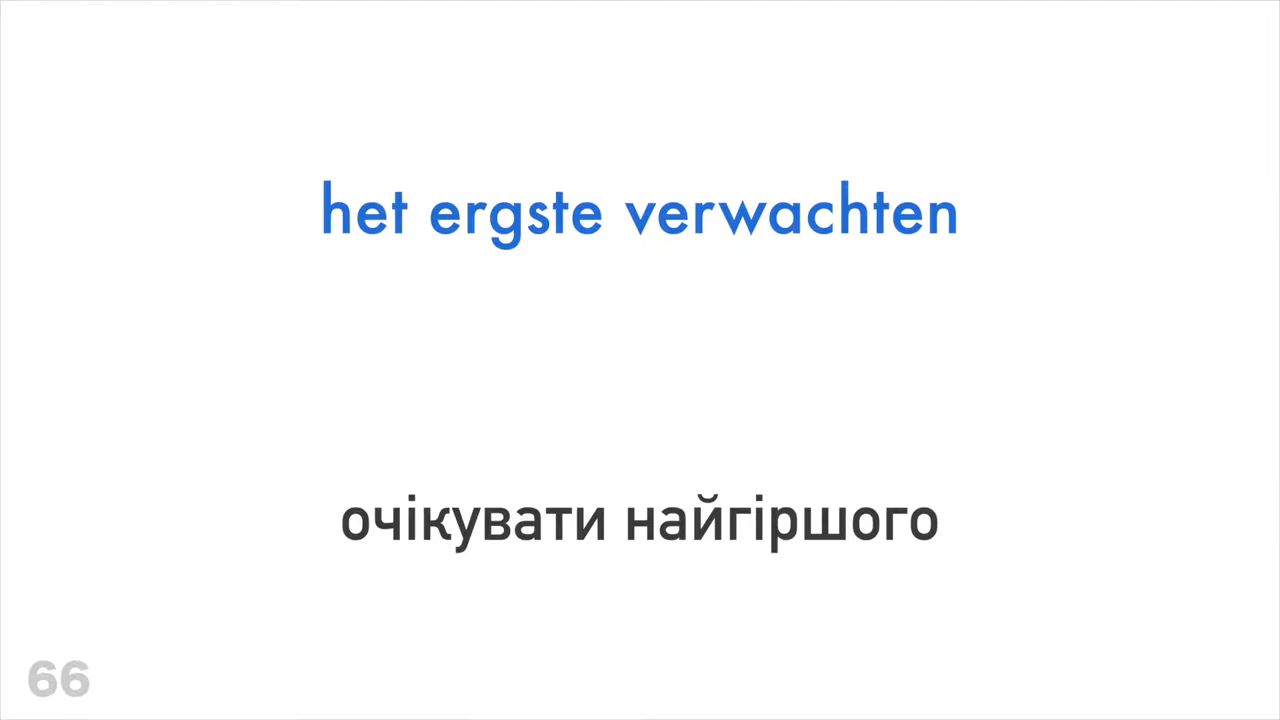 het ergste verwachten
очікувати найгіршого
66